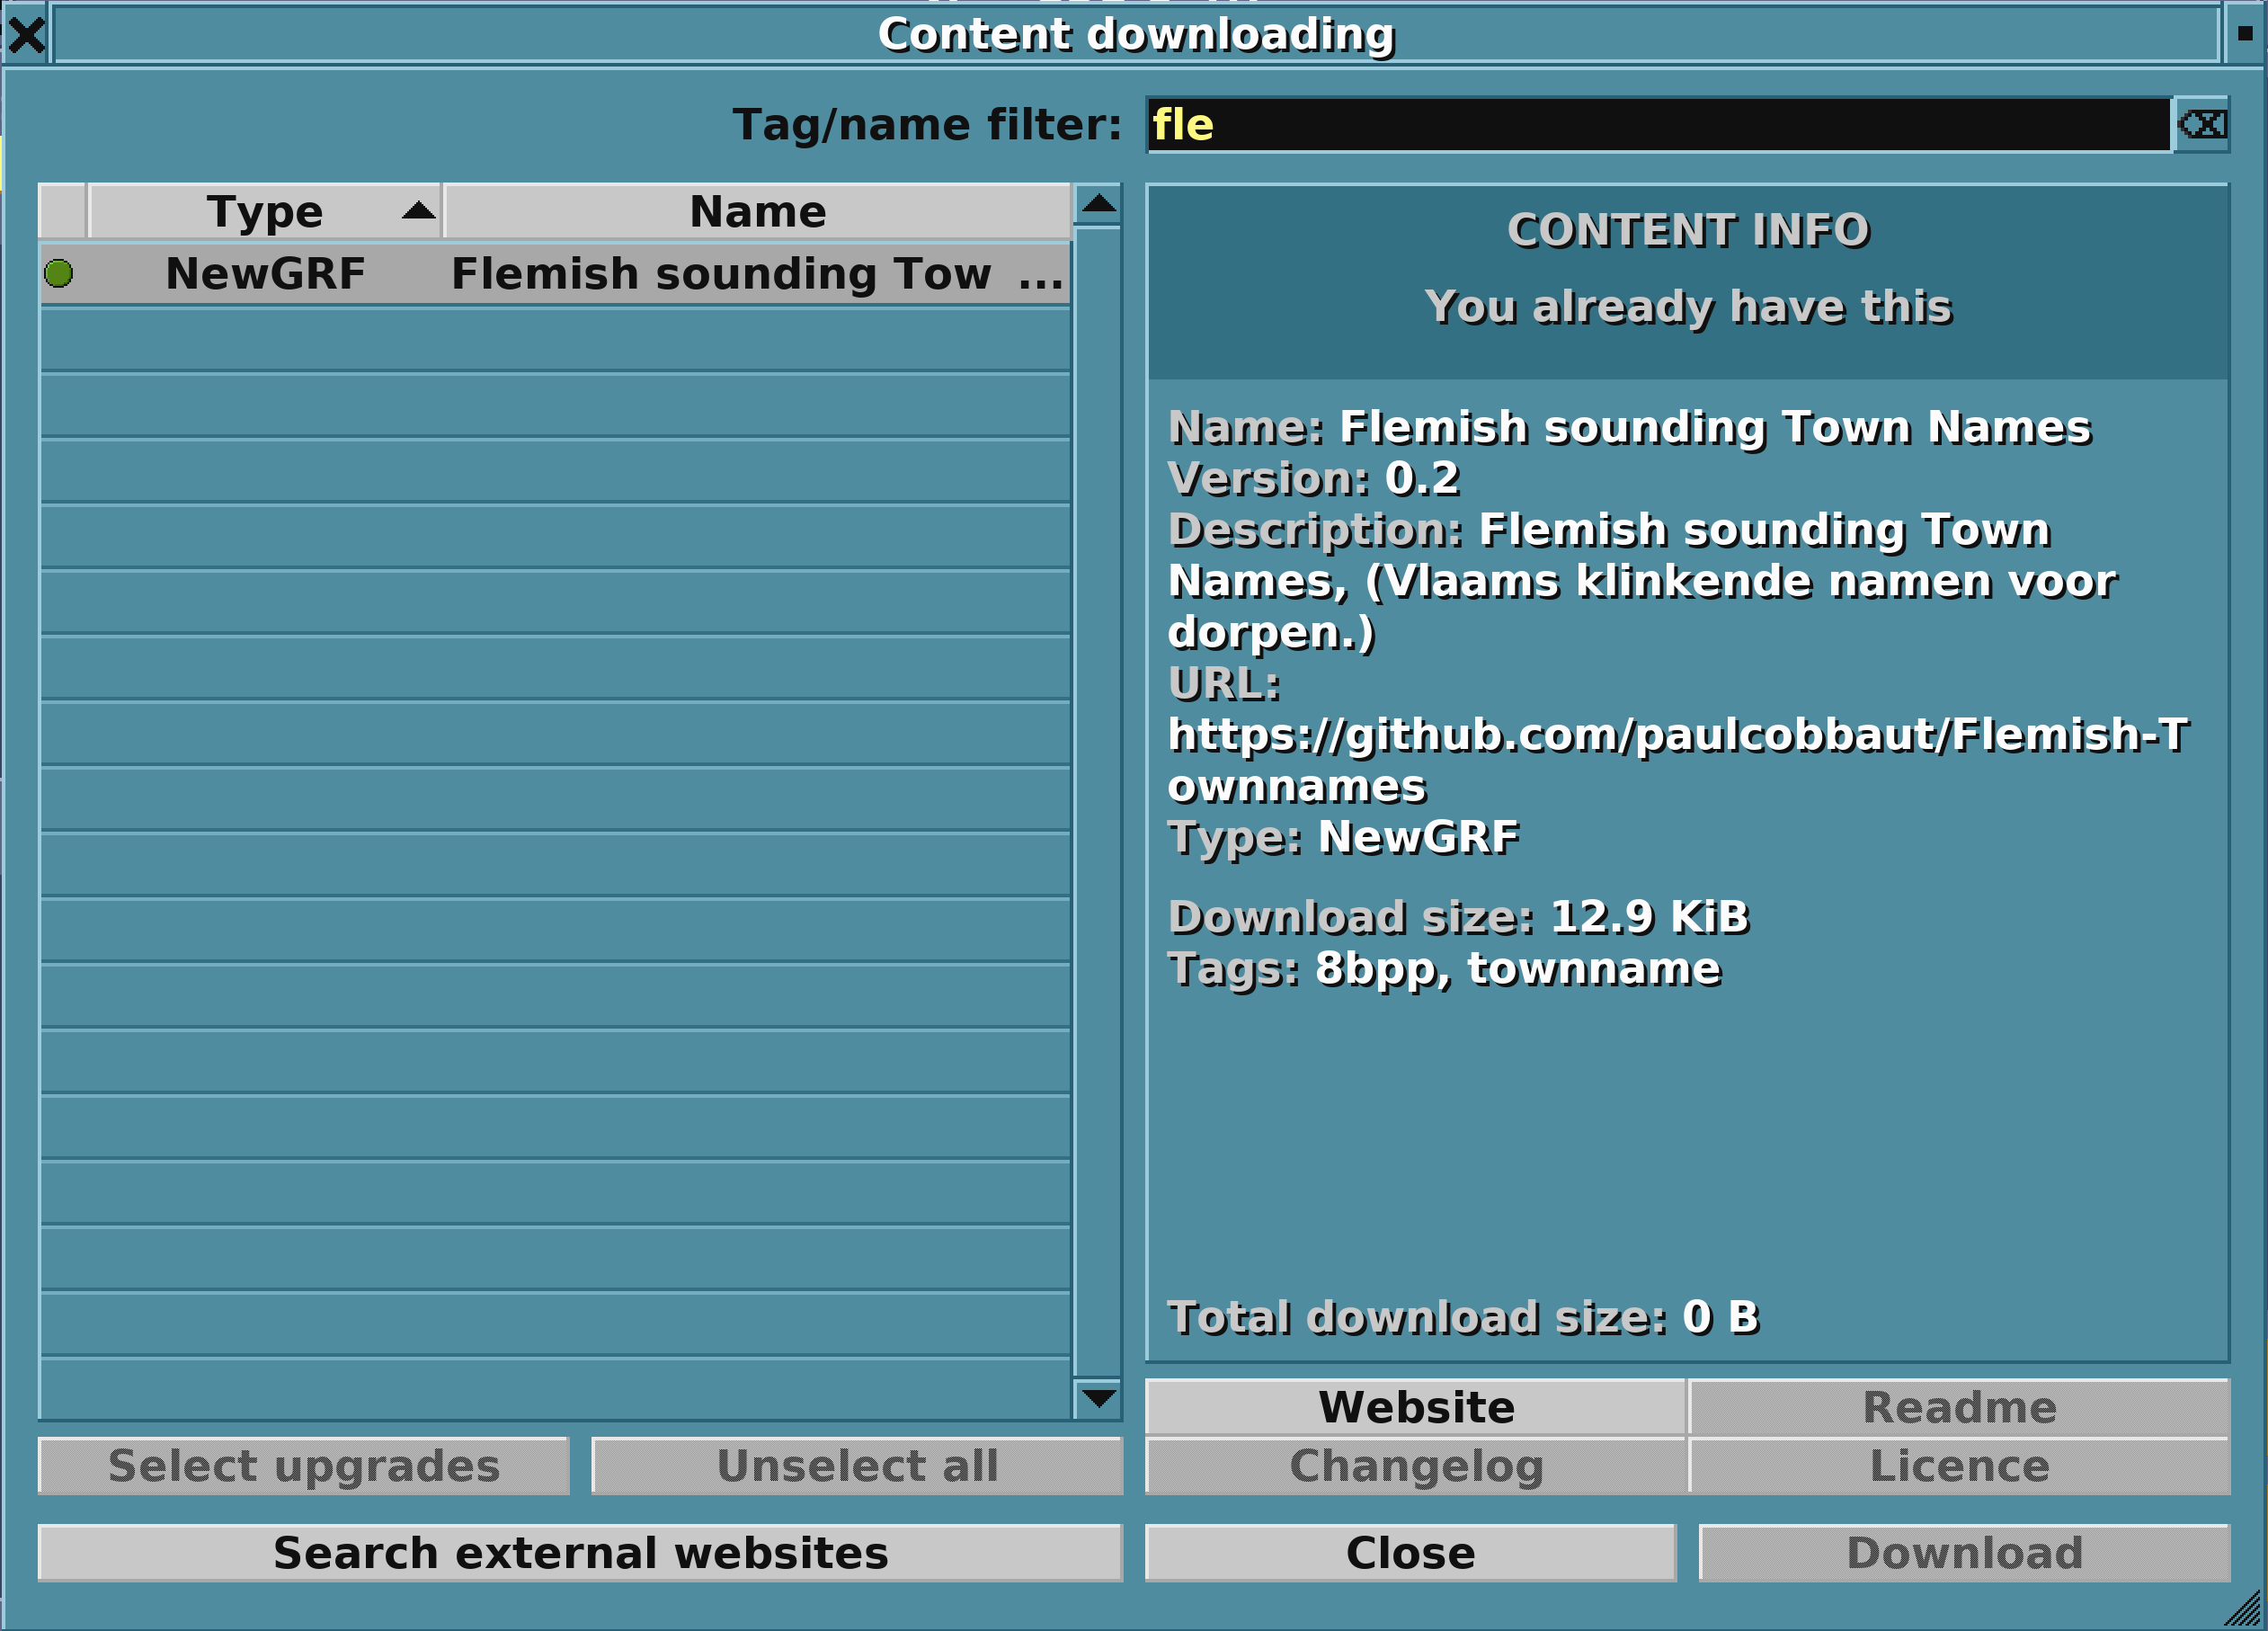 Content downloading
Tag/name filter: fle
Type Name
NewGRF Flemish sounding Tow ...
CONTENT INFO
You already have this
Name: Flemish sounding Town Names
Version: 0.2
Description: Flemish sounding Town
Names, (Vlaams klinkende namen voor
dorpen.)
URL:
https://github.com/paulcobbaut/Flemish-T
ownnames
Type: NewGRF
Download size: 12.9 KiB
Tags: 8bpp, townname
Total download size: 0 B
Website Readme
Select upgrades Unselect all Changelog Licence
Search external websites Close Download